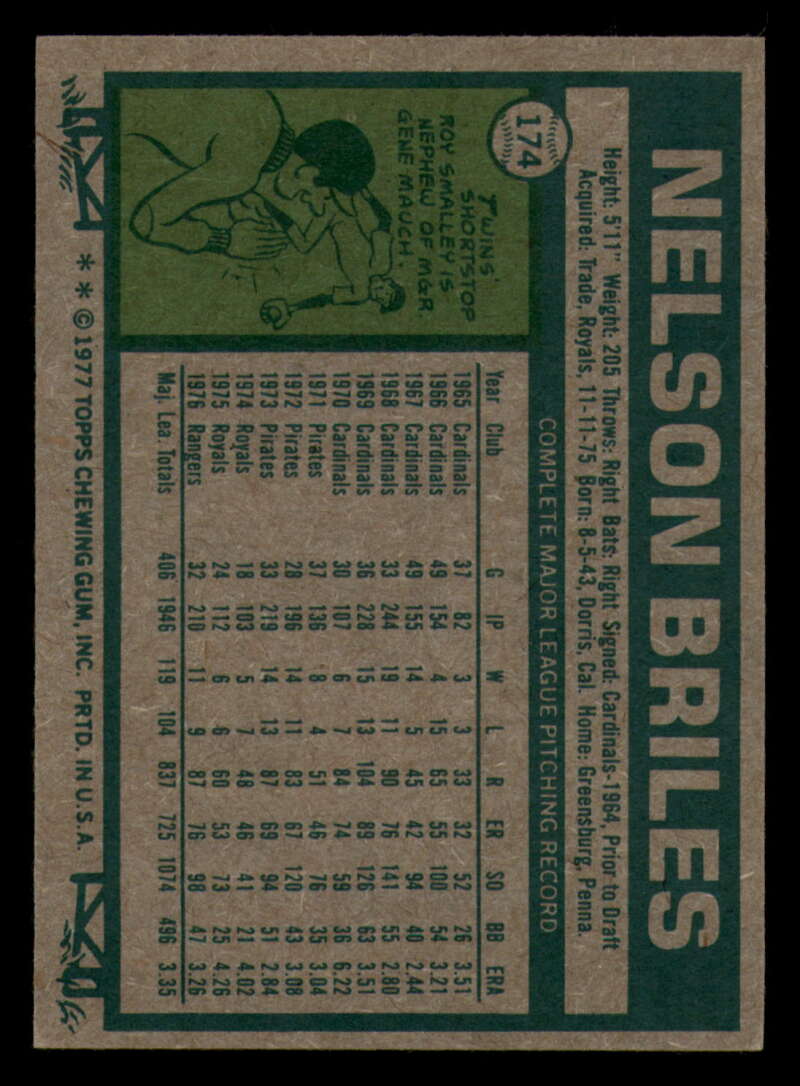 NELSON BRILES
174
Height: 5'11" Weight: 205 Throws: Right Bats: Right Signed: Cardinals-1964, Prior to Draft
Acquired: Trade, Royals, 11-11-75 Born: 8-5-43, Dorris, Cal. Home: Greensburg, Penna.
TWINS'
SHORTSTOP
ROY SMALLEY IS
NEPHEW OF MGR.
GENE MAUCH.
COMPLETE MAJOR LEAGUE PITCHING RECORD
Year Club G IP W L R ER SO BB ERA
1965 Cardinals 37 82 3 3 33 32 52 26 3.51
1966 Cardinals 49 154 4 15 65 55 100 54 3.21
1967 Cardinals 49 155 14 5 45 42 94 40 2.44
1968 Cardinals 33 244 19 11 90 76 141 55 2.80
1969 Cardinals 36 228 15 13 104 89 126 63 3.51
1970 Cardinals 30 107 6 7 84 74 59 36 6.22
1971 Pirates 37 136 8 4 51 46 76 35 3.04
1972 Pirates 28 196 14 11 83 67 120 43 3.08
1973 Pirates 33 219 14 13 87 69 94 51 2.84
1974 Royals 18 103 5 7 48 46 41 21 4.02
1975 Royals 24 112 6 6 60 53 73 25 4.26
1976 Rangers 32 210 11 9 87 76 98 47 3.26
Maj. Lea. Totals 406 1946 119 104 837 725 1074 496 3.35
* * © 1977 TOPPS CHEWING GUM, INC. PRTD. IN U.S.A.